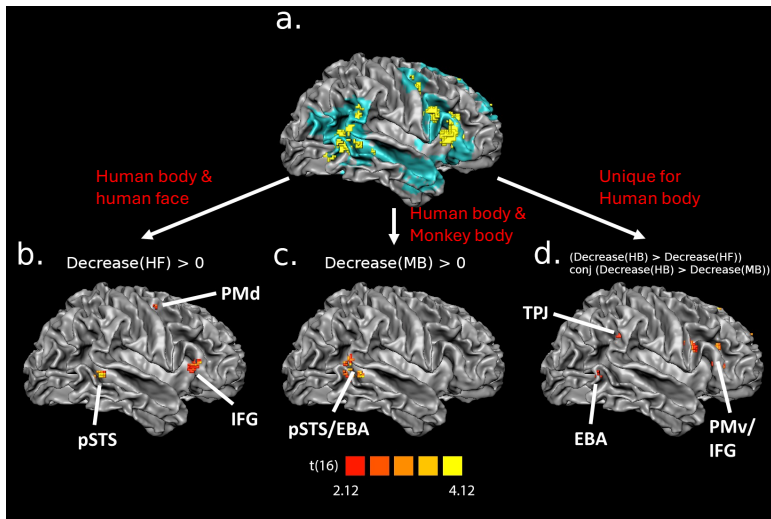 a.
Human body &
human face
Human body &
Monkey body
Unique for
Human body
b.
Decrease(HF) > 0
PMd
pSTS
IFG
c.
Decrease(MB) > 0
pSTS/EBA
d.
(Decrease(HB) > Decrease(HF))
conj (Decrease(HB) > Decrease(MB))
TPJ
EBA
PMv/
IFG
t(16)
2.12
4.12